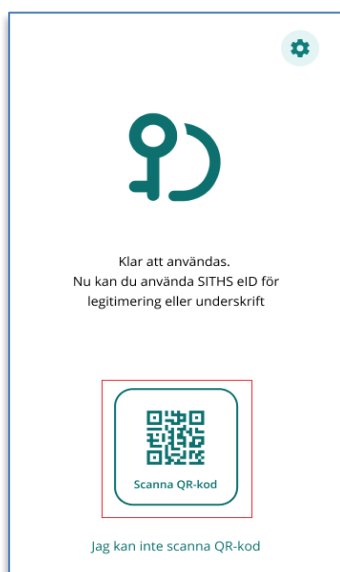 Klar att användas.
Nu kan du använda SITHS eID för
legitimering eller underskrift
Scanna QR-kod
Jag kan inte scanna QR-kod